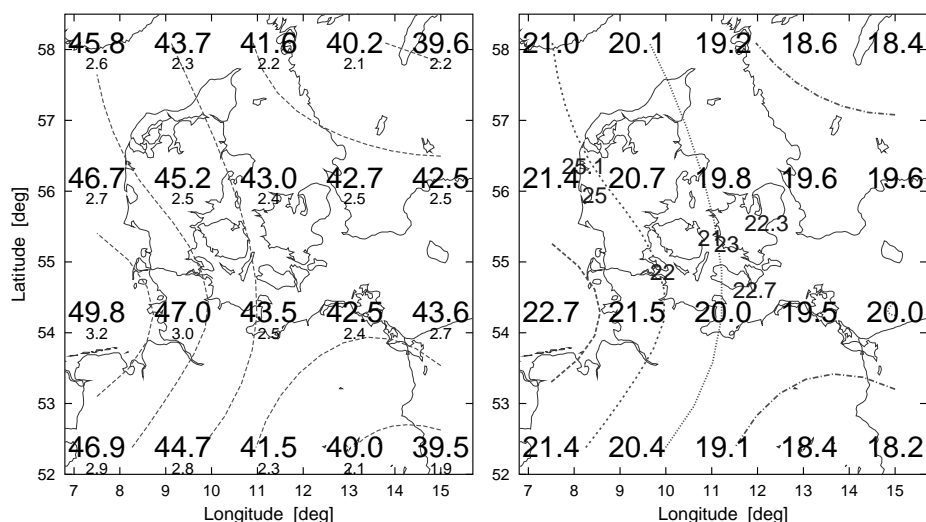 58 45.8 43.7 41.6 40.2 39.6
2.6 2.3 2.2 2.1 2.2
57
56 46.7 45.2 43.0 42.7 42.5
2.7 2.5 2.4 2.5 2.5
55
54 49.8 47.0 43.5 42.5 43.6
3.2 3.0 2.5 2.4 2.7
53
46.9 44.7 41.5 40.0 39.5
52 2.9 2.8 2.3 2.1 1.9
7 8 9 10 11 12 13 14 15
Latitude [deg]
Longitude [deg]
58 21.0 20.1 19.2 18.6 18.4
57
25.1
56 21.4 20.7 19.8 19.6 19.6
25
22.3
21 23
55
22
22.7
54 22.7 21.5 20.0 19.5 20.0
53
21.4 20.4 19.1 18.4 18.2
52
7 8 9 10 11 12 13 14 15
Longitude [deg]